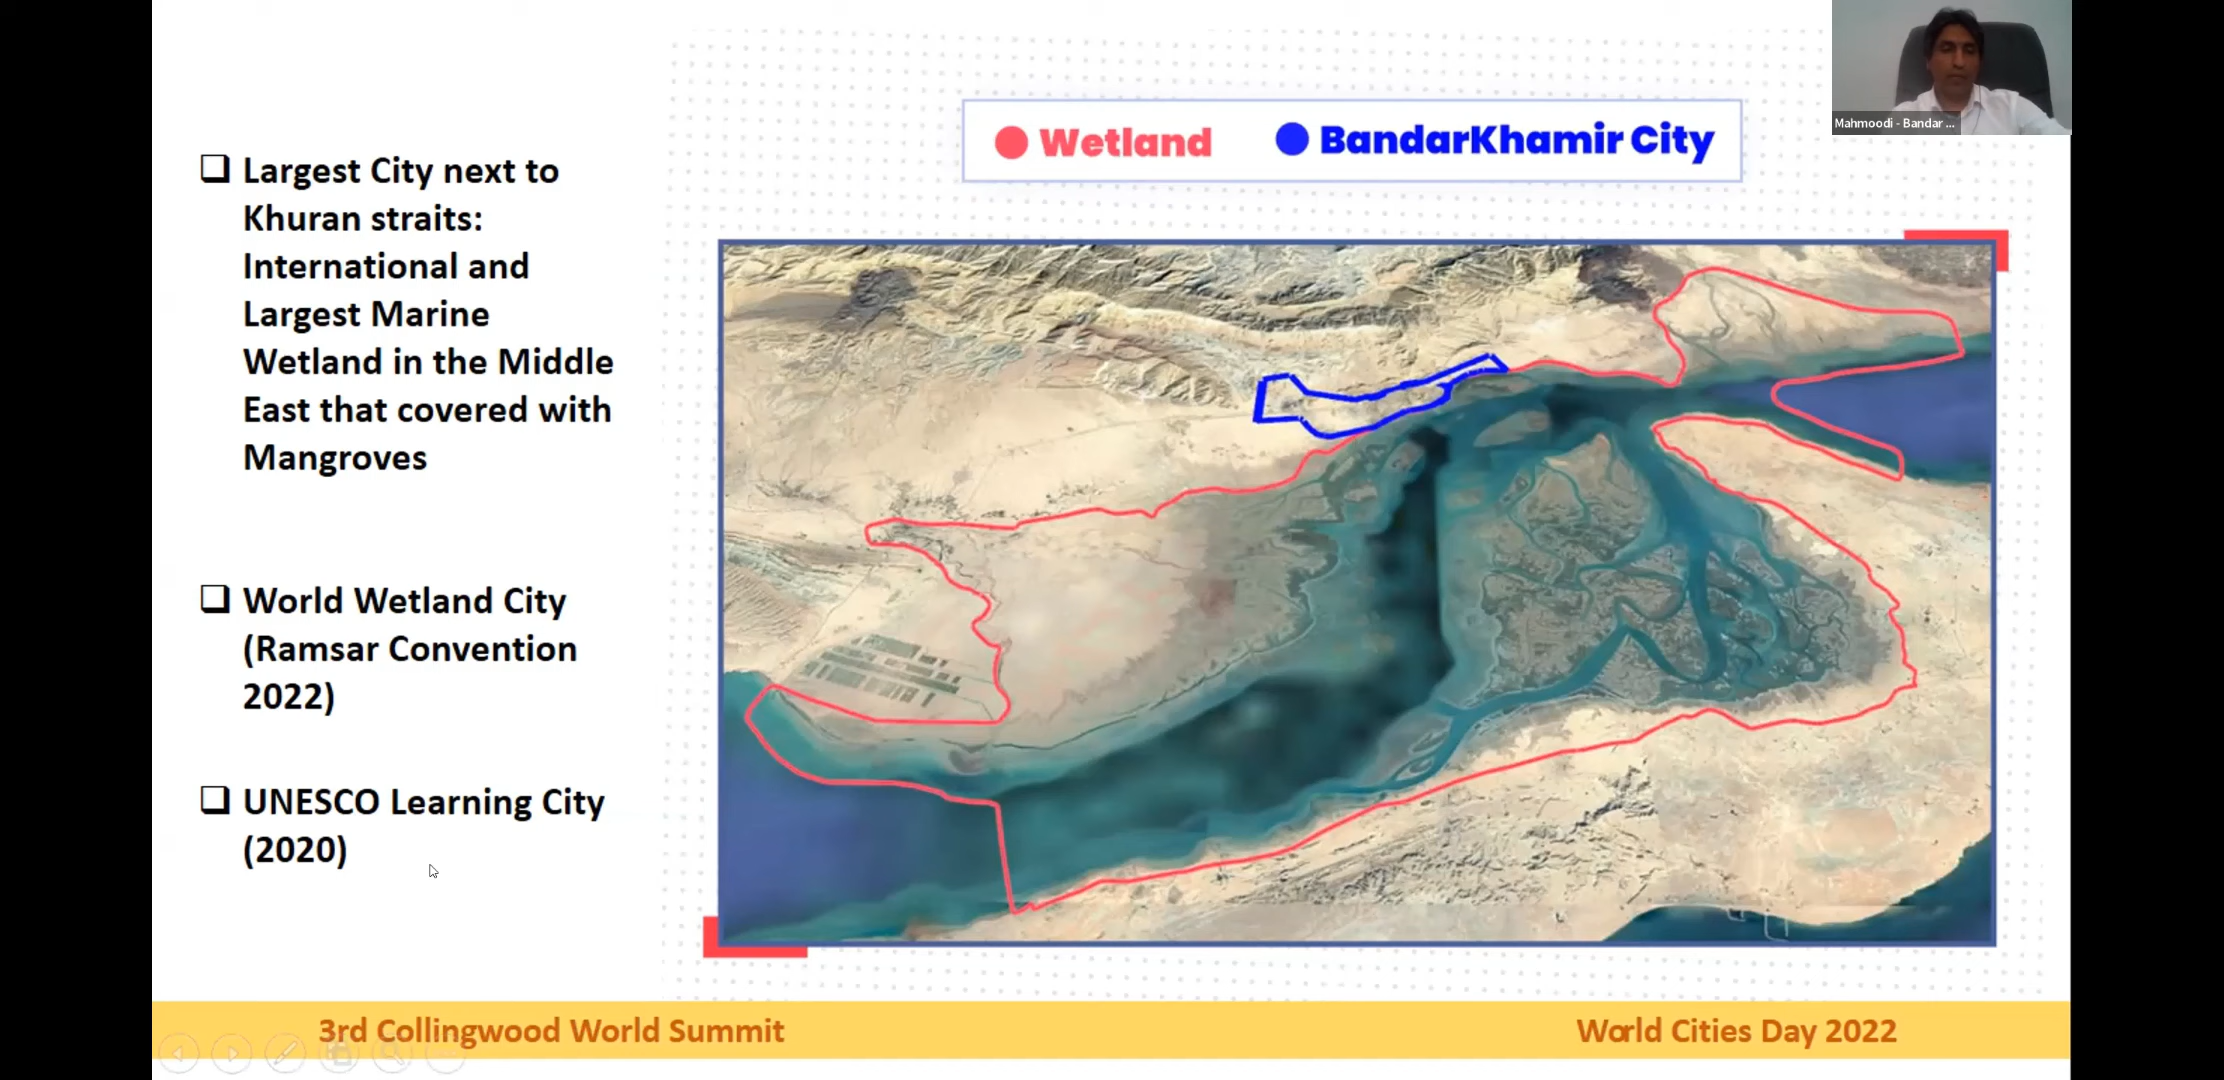 Mahmoodi - Bandar ...
Wetland
BandarKhamir City
Largest City next to
Khuran straits:
International and
Largest Marine
Wetland in the Middle
East that covered with
Mangroves
World Wetland City
(Ramsar Convention
2022)
UNESCO Learning City
(2020)
3rd Collingwood World Summit
World Cities Day 2022